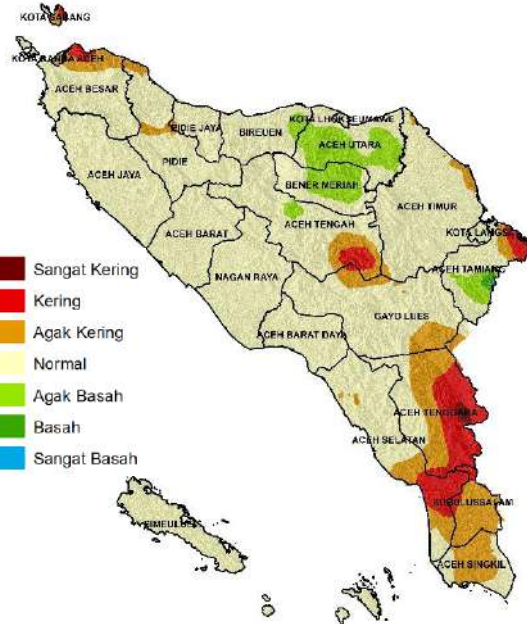 KOTA SABANG
KOTA BANDA ACEH
ACEH BESAR
KOTA LHOKSEUMAWE
PIDIE JAYA
BIREUEN
ACEH UTARA
PIDIE
ACEH JAYA
BENER MERIAH
ACEH TIMUR
ACEH TENGAH
ACEH BARAT
KOTA LANGSA
ACEH TAMIANG
NAGAN RAYA
GAYO LUES
ACEH BARAT DAYA
ACEH TENGGARA
ACEH SELATAN
SUBULUSSALAM
SIMEULUE
ACEH SINGKIL
Sangat Kering
Kering
Agak Kering
Normal
Agak Basah
Basah
Sangat Basah